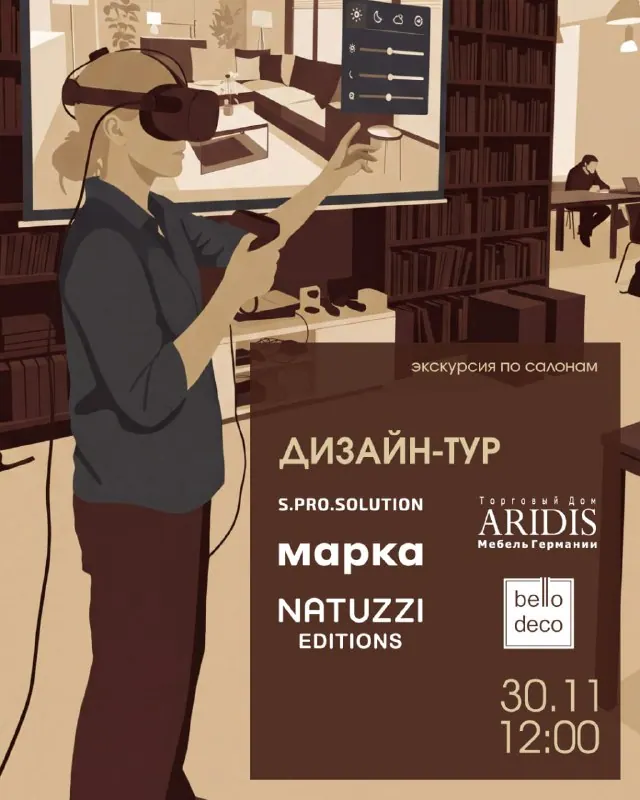 экскурсия по салонам
ДИЗАЙН-ТУР
S.PRO.SOLUTION
марка
NATUZZI
EDITIONS
Торговый Дом
ARIDIS
Мебель Германии
bello
deco
30.11
12:00